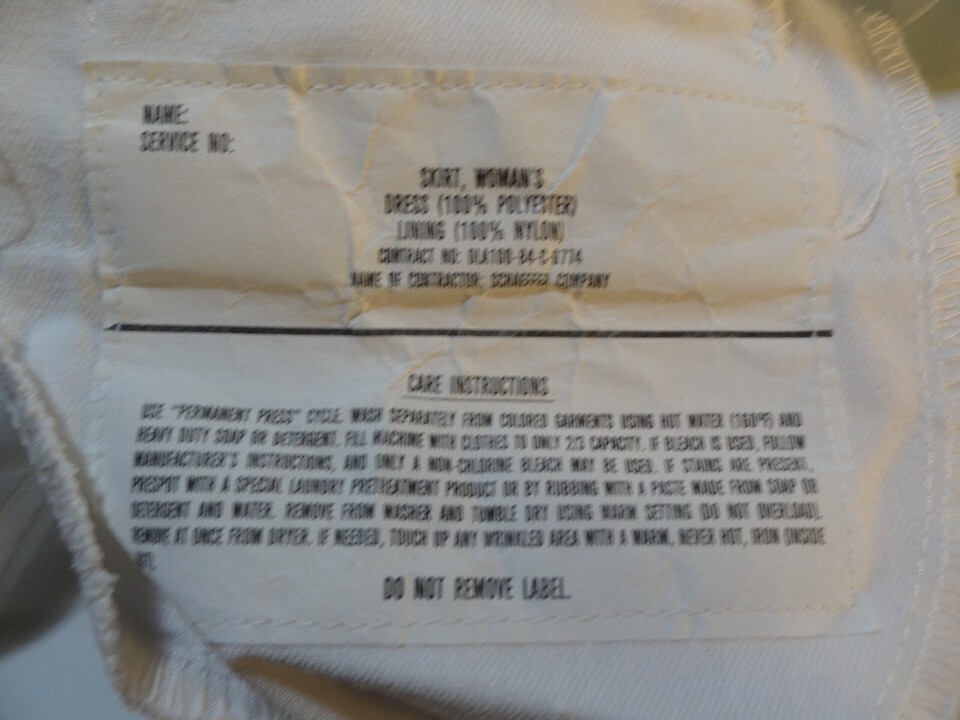 NAME:
SERVICE NO:
SKIRT, WOMAN'S
DRESS (100% POLYESTER)
LINING (100% NYLON)
CONTRACT NO: DLA100-84-C-0774
NAME OF CONTRACTOR: SCHAEFFER COMPANY
CARE INSTRUCTIONS
USE "PERMANENT PRESS" CYCLE. WASH SEPARATELY FROM COLORED GARMENTS USING HOT WATER (160°F) AND
HEAVY DUTY SOAP OR DETERGENT. FILL MACHINE WITH CLOTHES TO ONLY 2/3 CAPACITY. IF BLEACH IS USED, FOLLOW
MANUFACTURER'S INSTRUCTIONS, AND ONLY A NON-CHLORINE BLEACH MAY BE USED. IF STAINS ARE PRESENT,
PRESPOT WITH A SPECIAL LAUNDRY PRETREATMENT PRODUCT OR BY RUBBING WITH A PASTE MADE FROM SOAP OR
DETERGENT AND WATER. REMOVE FROM WASHER AND TUMBLE DRY USING WARM SETTING (DO NOT OVERLOAD).
REMOVE AT ONCE FROM DRYER. IF NEEDED, TOUCH UP ANY WRINKLED AREA WITH A WARM, NEVER HOT, IRON (INSIDE
OUT).
DO NOT REMOVE LABEL.